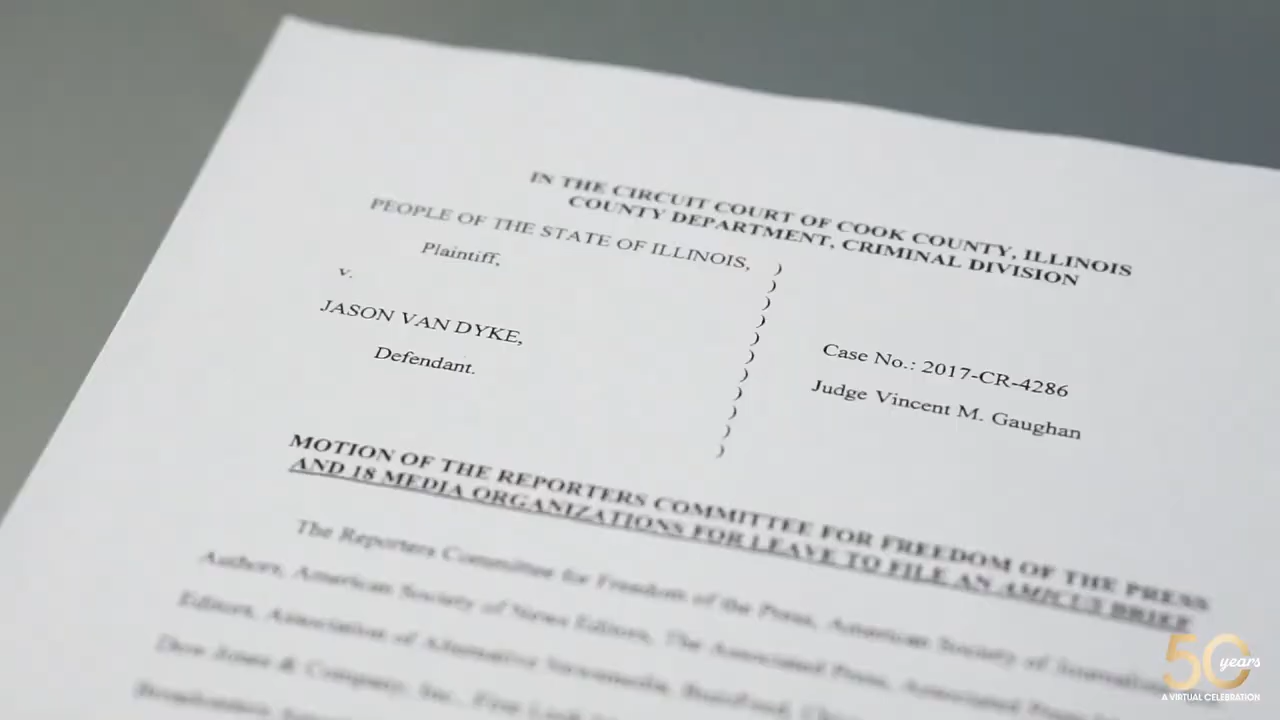 IN THE CIRCUIT COURT OF COOK COUNTY, ILLINOIS
COUNTY DEPARTMENT, CRIMINAL DIVISION
PEOPLE OF THE STATE OF ILLINOIS,
Plaintiff,
v.
JASON VAN DYKE,
Defendant.
)
)
)
)
)
)
)
)
)
)
)
Case No.: 2017-CR-4286
Judge Vincent M. Gaughan
MOTION OF THE REPORTERS COMMITTEE FOR FREEDOM OF THE PRESS
AND 18 MEDIA ORGANIZATIONS FOR LEAVE TO FILE AN AMICUS BRIEF
The Reporters Committee for Freedom of the Press, American Society of Journalists
Authors, American Society of News Editors, The Associated Press, Associated Press
Editors, Association of Alternative Newsmedia, BuzzFeed,
Dow Jones & Company, Inc., First Look
50 years
A VIRTUAL CELEBRATION